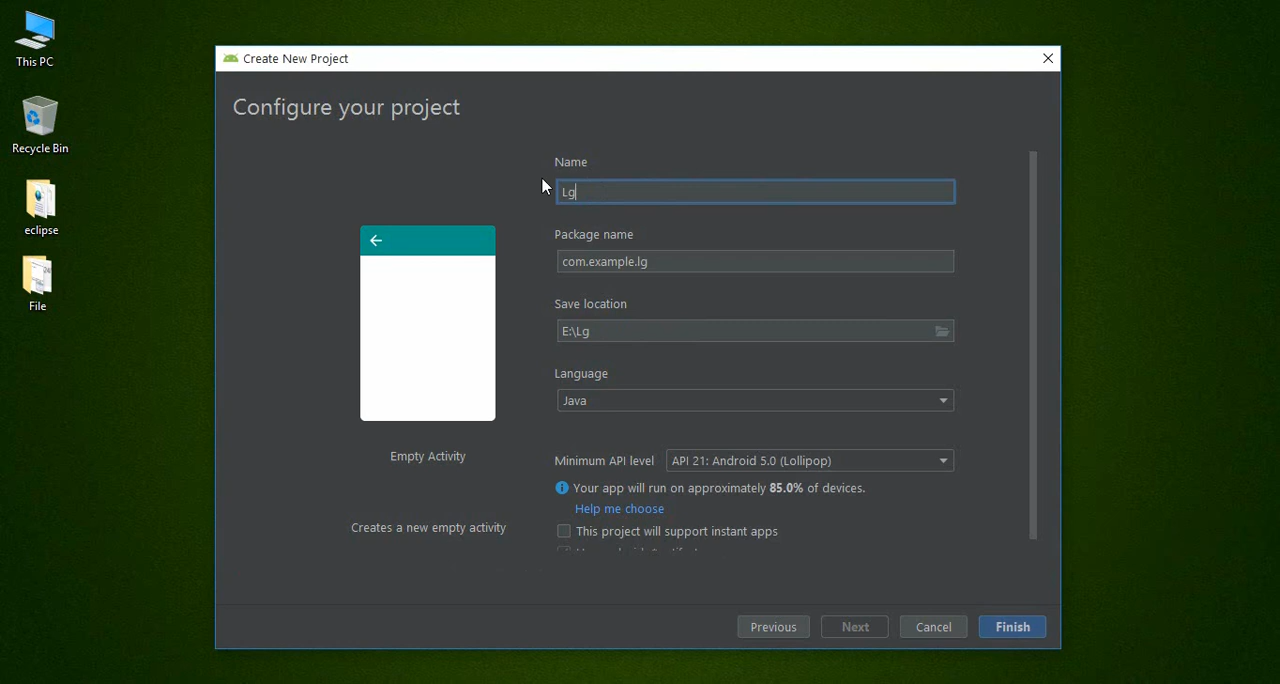 This PC
Recycle Bin
eclipse
File
Create New Project
Configure your project
Name
Lg
Package name
com.example.lg
Save location
E:\Lg
Language
Java
Empty Activity
Minimum API level API 21: Android 5.0 (Lollipop)
Your app will run on approximately 85.0% of devices.
Help me choose
Creates a new empty activity
This project will support instant apps
Previous Next Cancel Finish